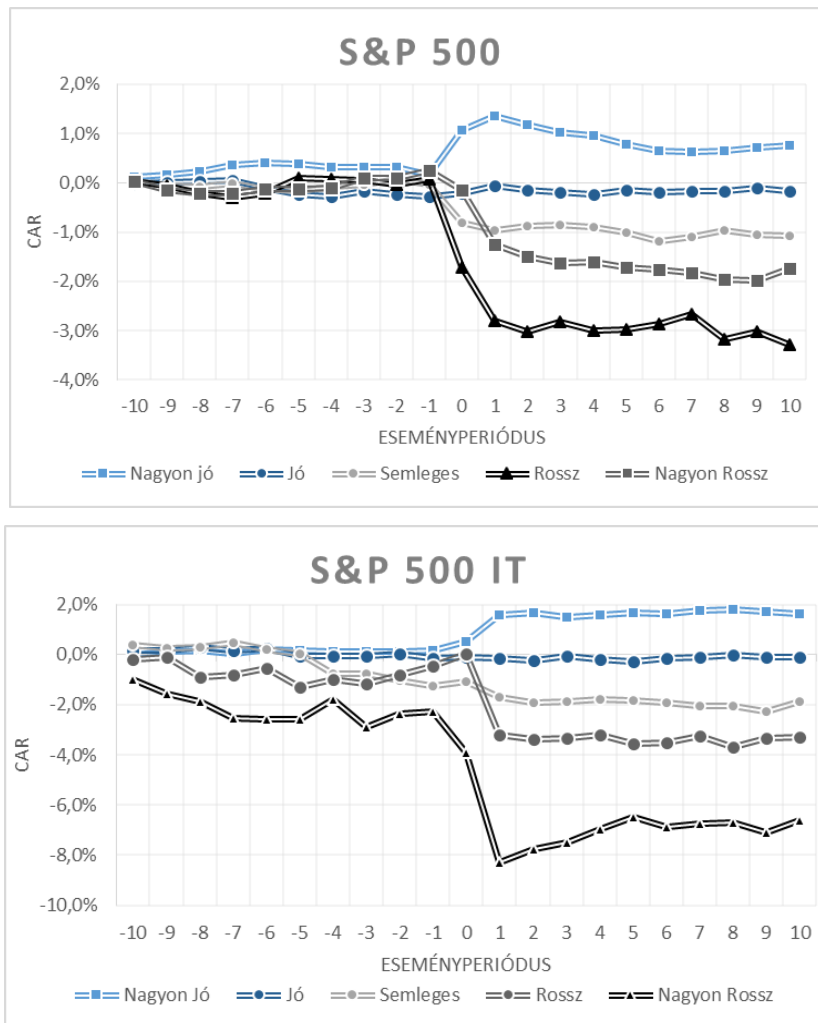 S&P 500
2,0%
1,0%
0,0%
-1,0%
-2,0%
-3,0%
-4,0%
CAR
-10 -9 -8 -7 -6 -5 -4 -3 -2 -1 0 1 2 3 4 5 6 7 8 9 10
ESEMÉNYPERIÓDUS
Nagyon jó Jó Semleges Rossz Nagyon Rossz
S&P 500 IT
2,0%
0,0%
-2,0%
-4,0%
-6,0%
-8,0%
-10,0%
CAR
-10 -9 -8 -7 -6 -5 -4 -3 -2 -1 0 1 2 3 4 5 6 7 8 9 10
ESEMÉNYPERIÓDUS
Nagyon Jó Jó Semleges Rossz Nagyon Rossz